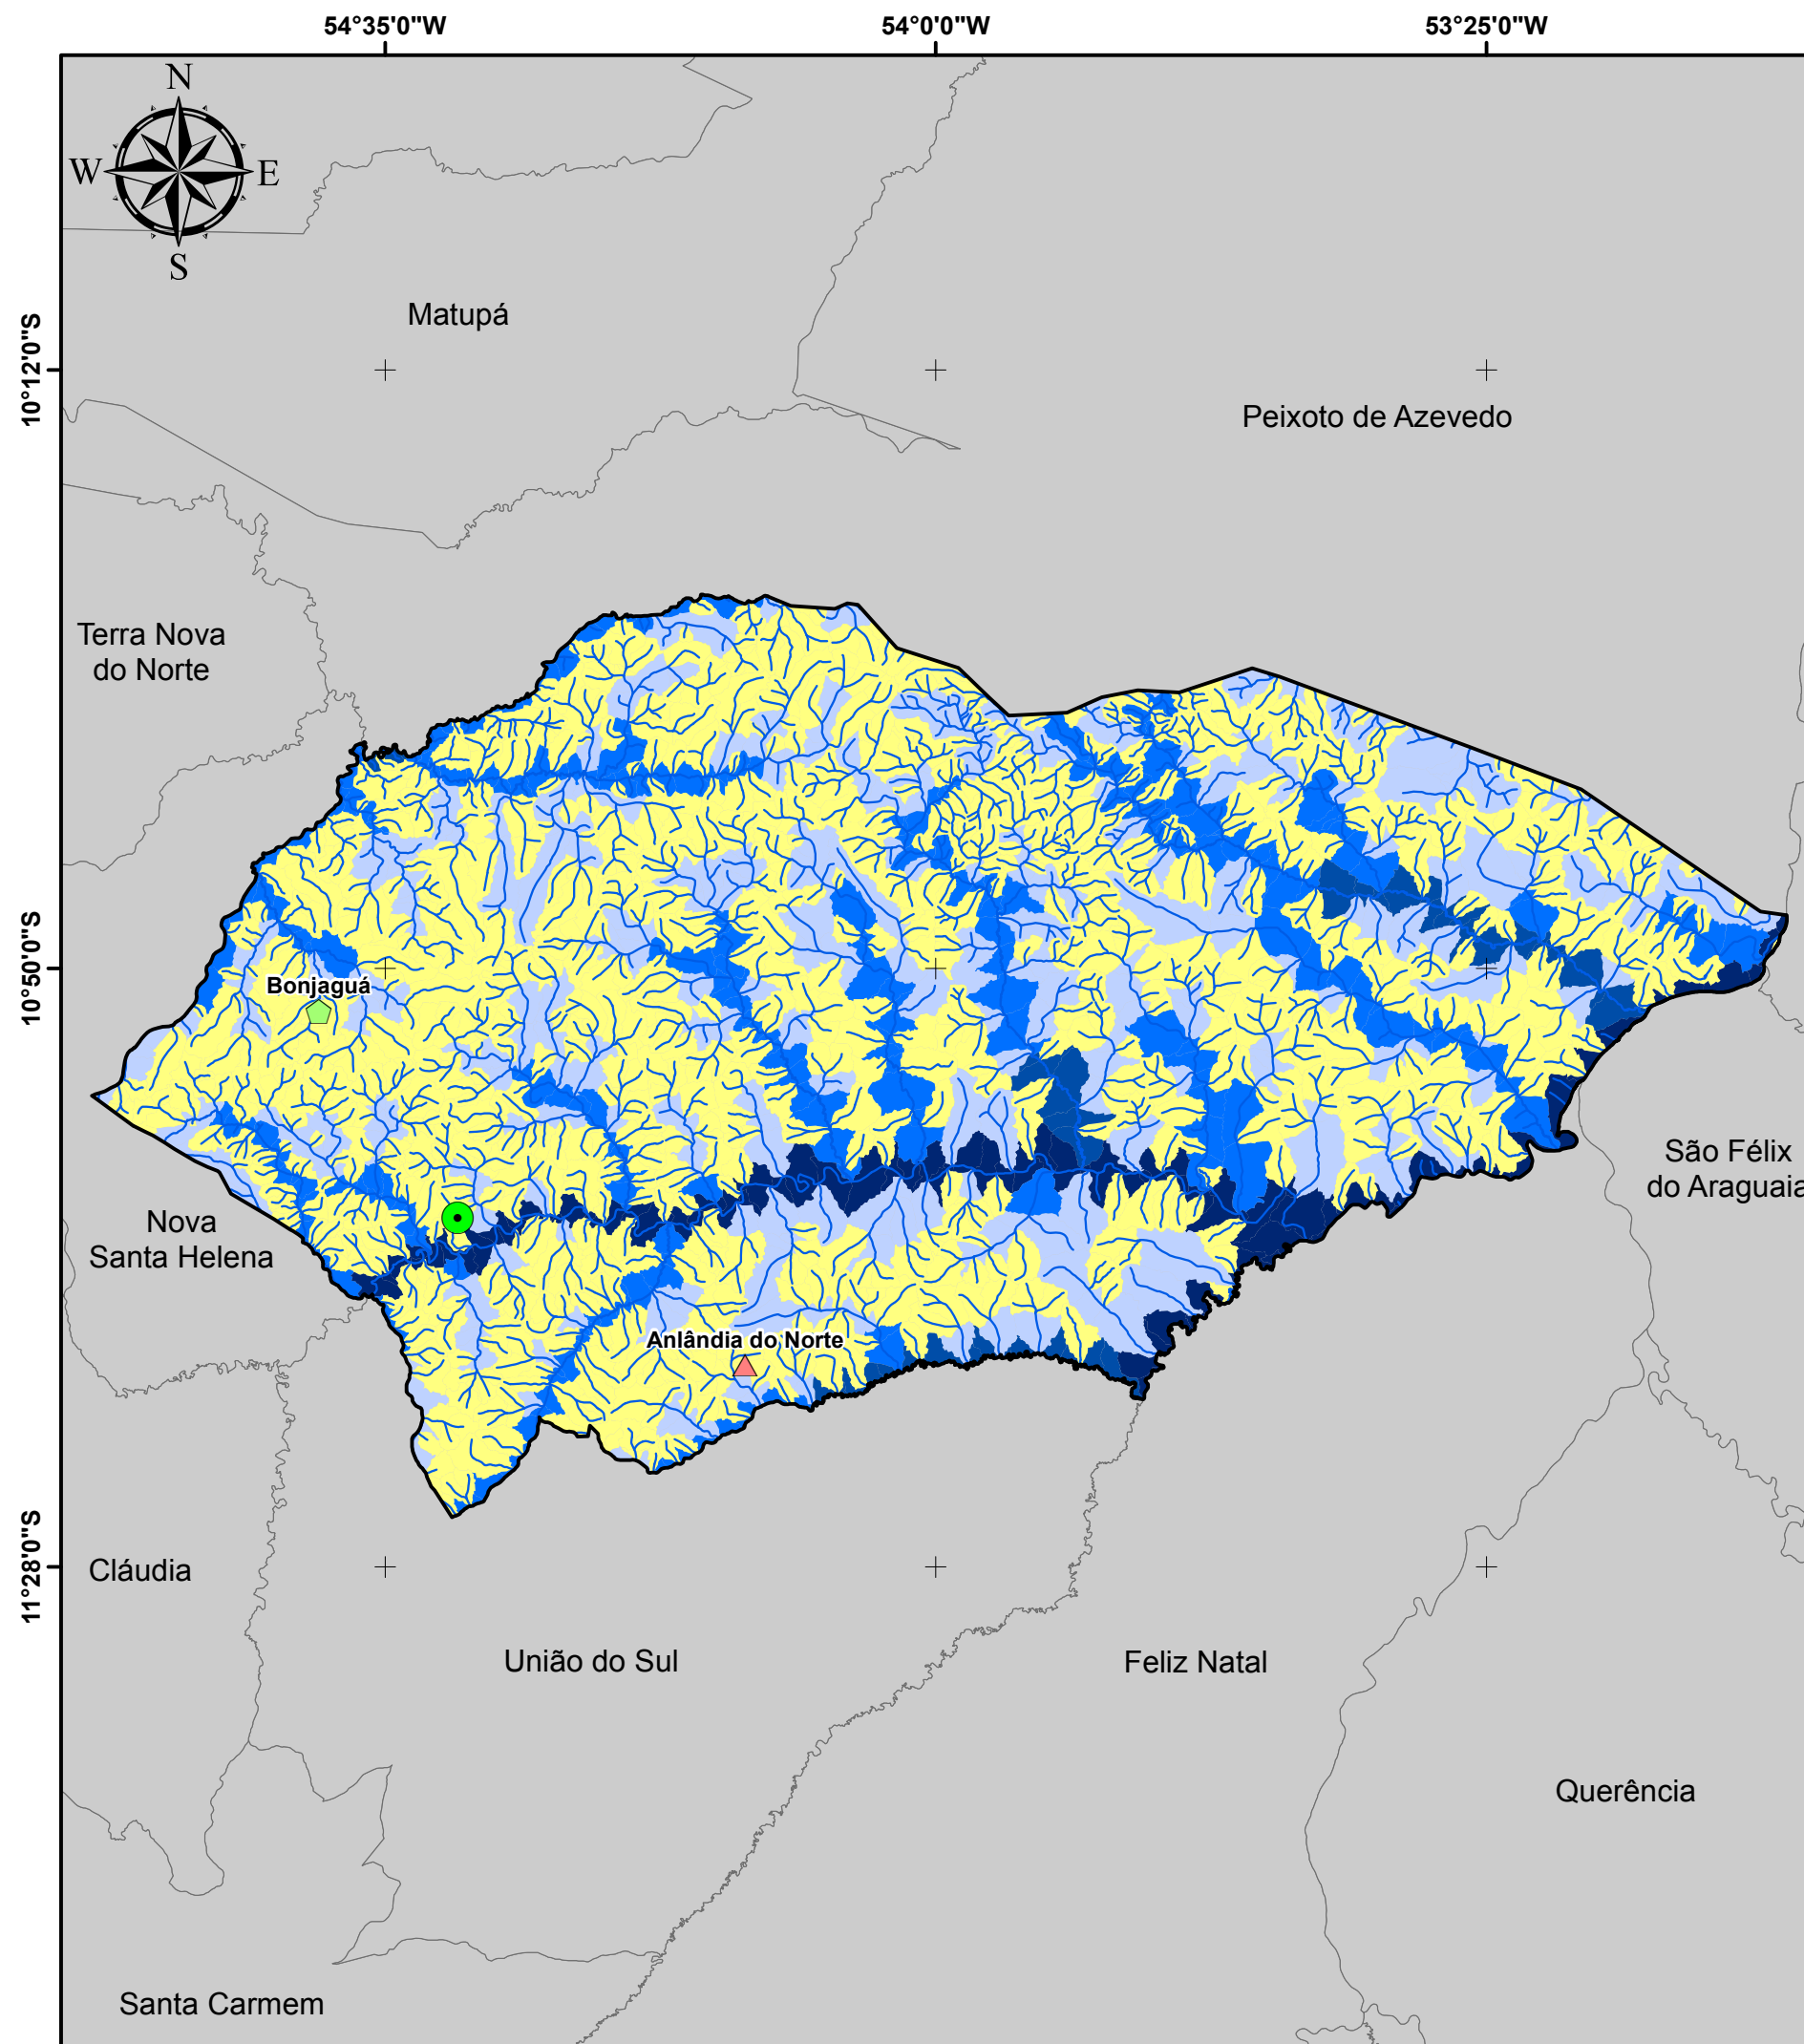 54°35'0"W
54°0'0"W
53°25'0"W
N
W
E
S
10°12'0"S
10°50'0"S
11°28'0"S
Matupá
Peixoto de Azevedo
Terra Nova
do Norte
Bonjaguá
São Félix
do Araguaia
Nova
Santa Helena
Anlândia do Norte
Cláudia
União do Sul
Feliz Natal
Querência
Santa Carmem